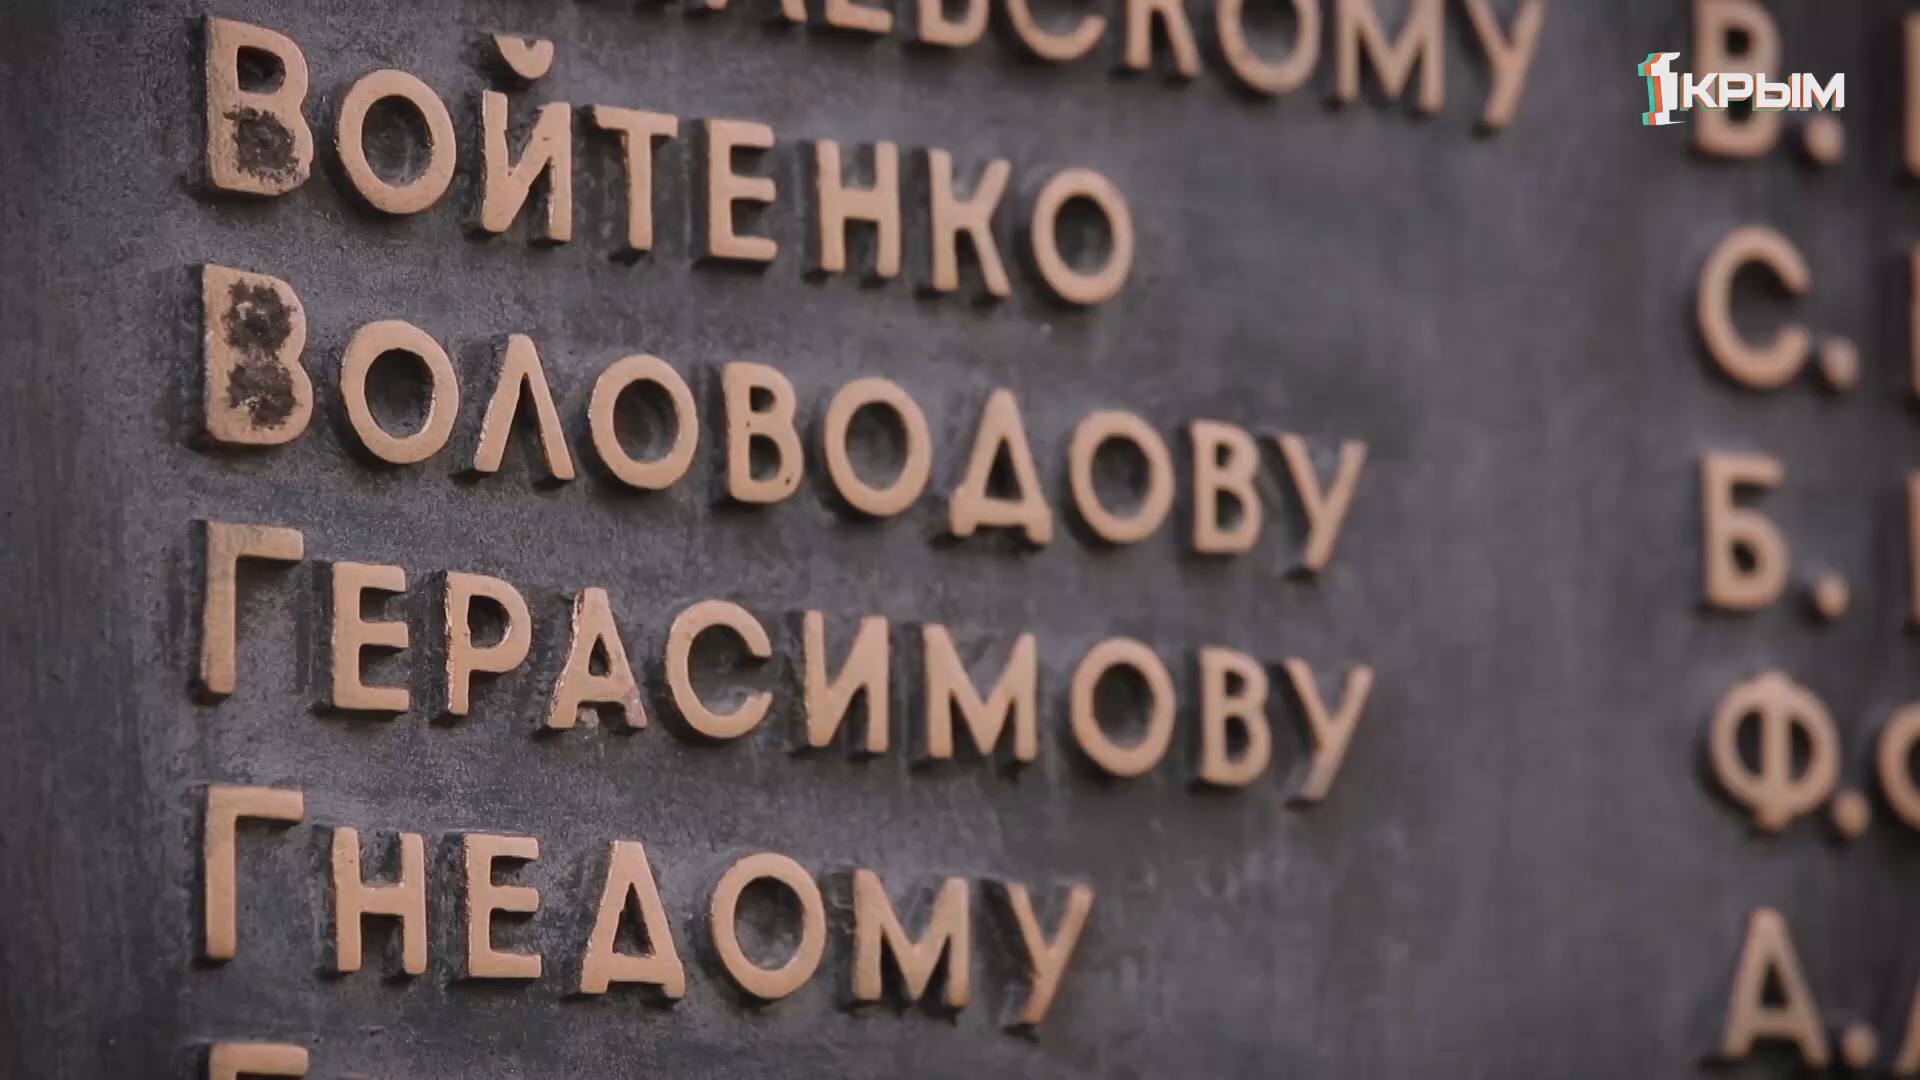 1КРЫМ
В.
ВОЙТЕНКО С.
ВОЛОВОДОВУ Б.
ГЕРАСИМОВУ Ф.
ГНЕДОМУ А.